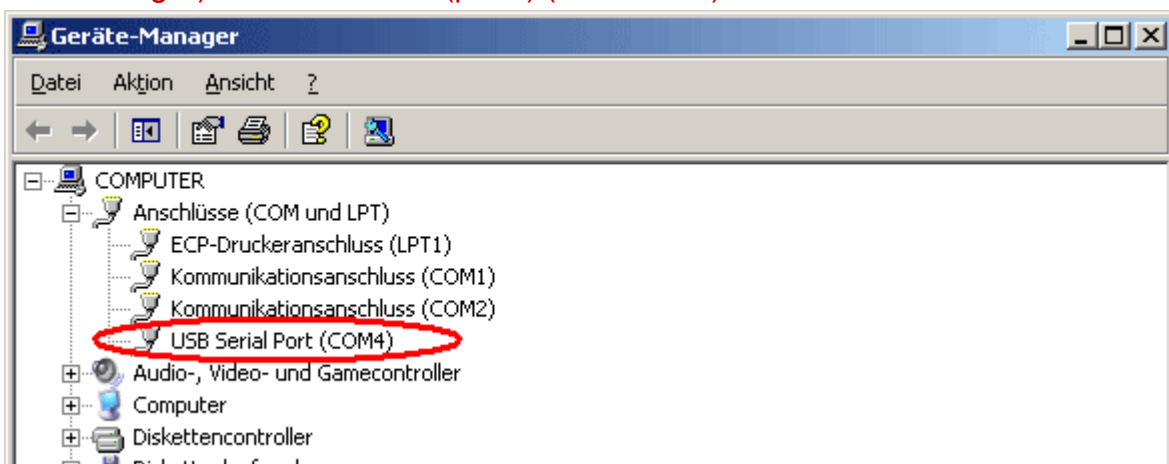 Geräte-Manager
Datei Aktion Ansicht ?
COMPUTER
Anschlüsse (COM und LPT)
ECP-Druckeranschluss (LPT1)
Kommunikationsanschluss (COM1)
Kommunikationsanschluss (COM2)
USB Serial Port (COM4)
Audio-, Video- und Gamecontroller
Computer
Diskettencontroller